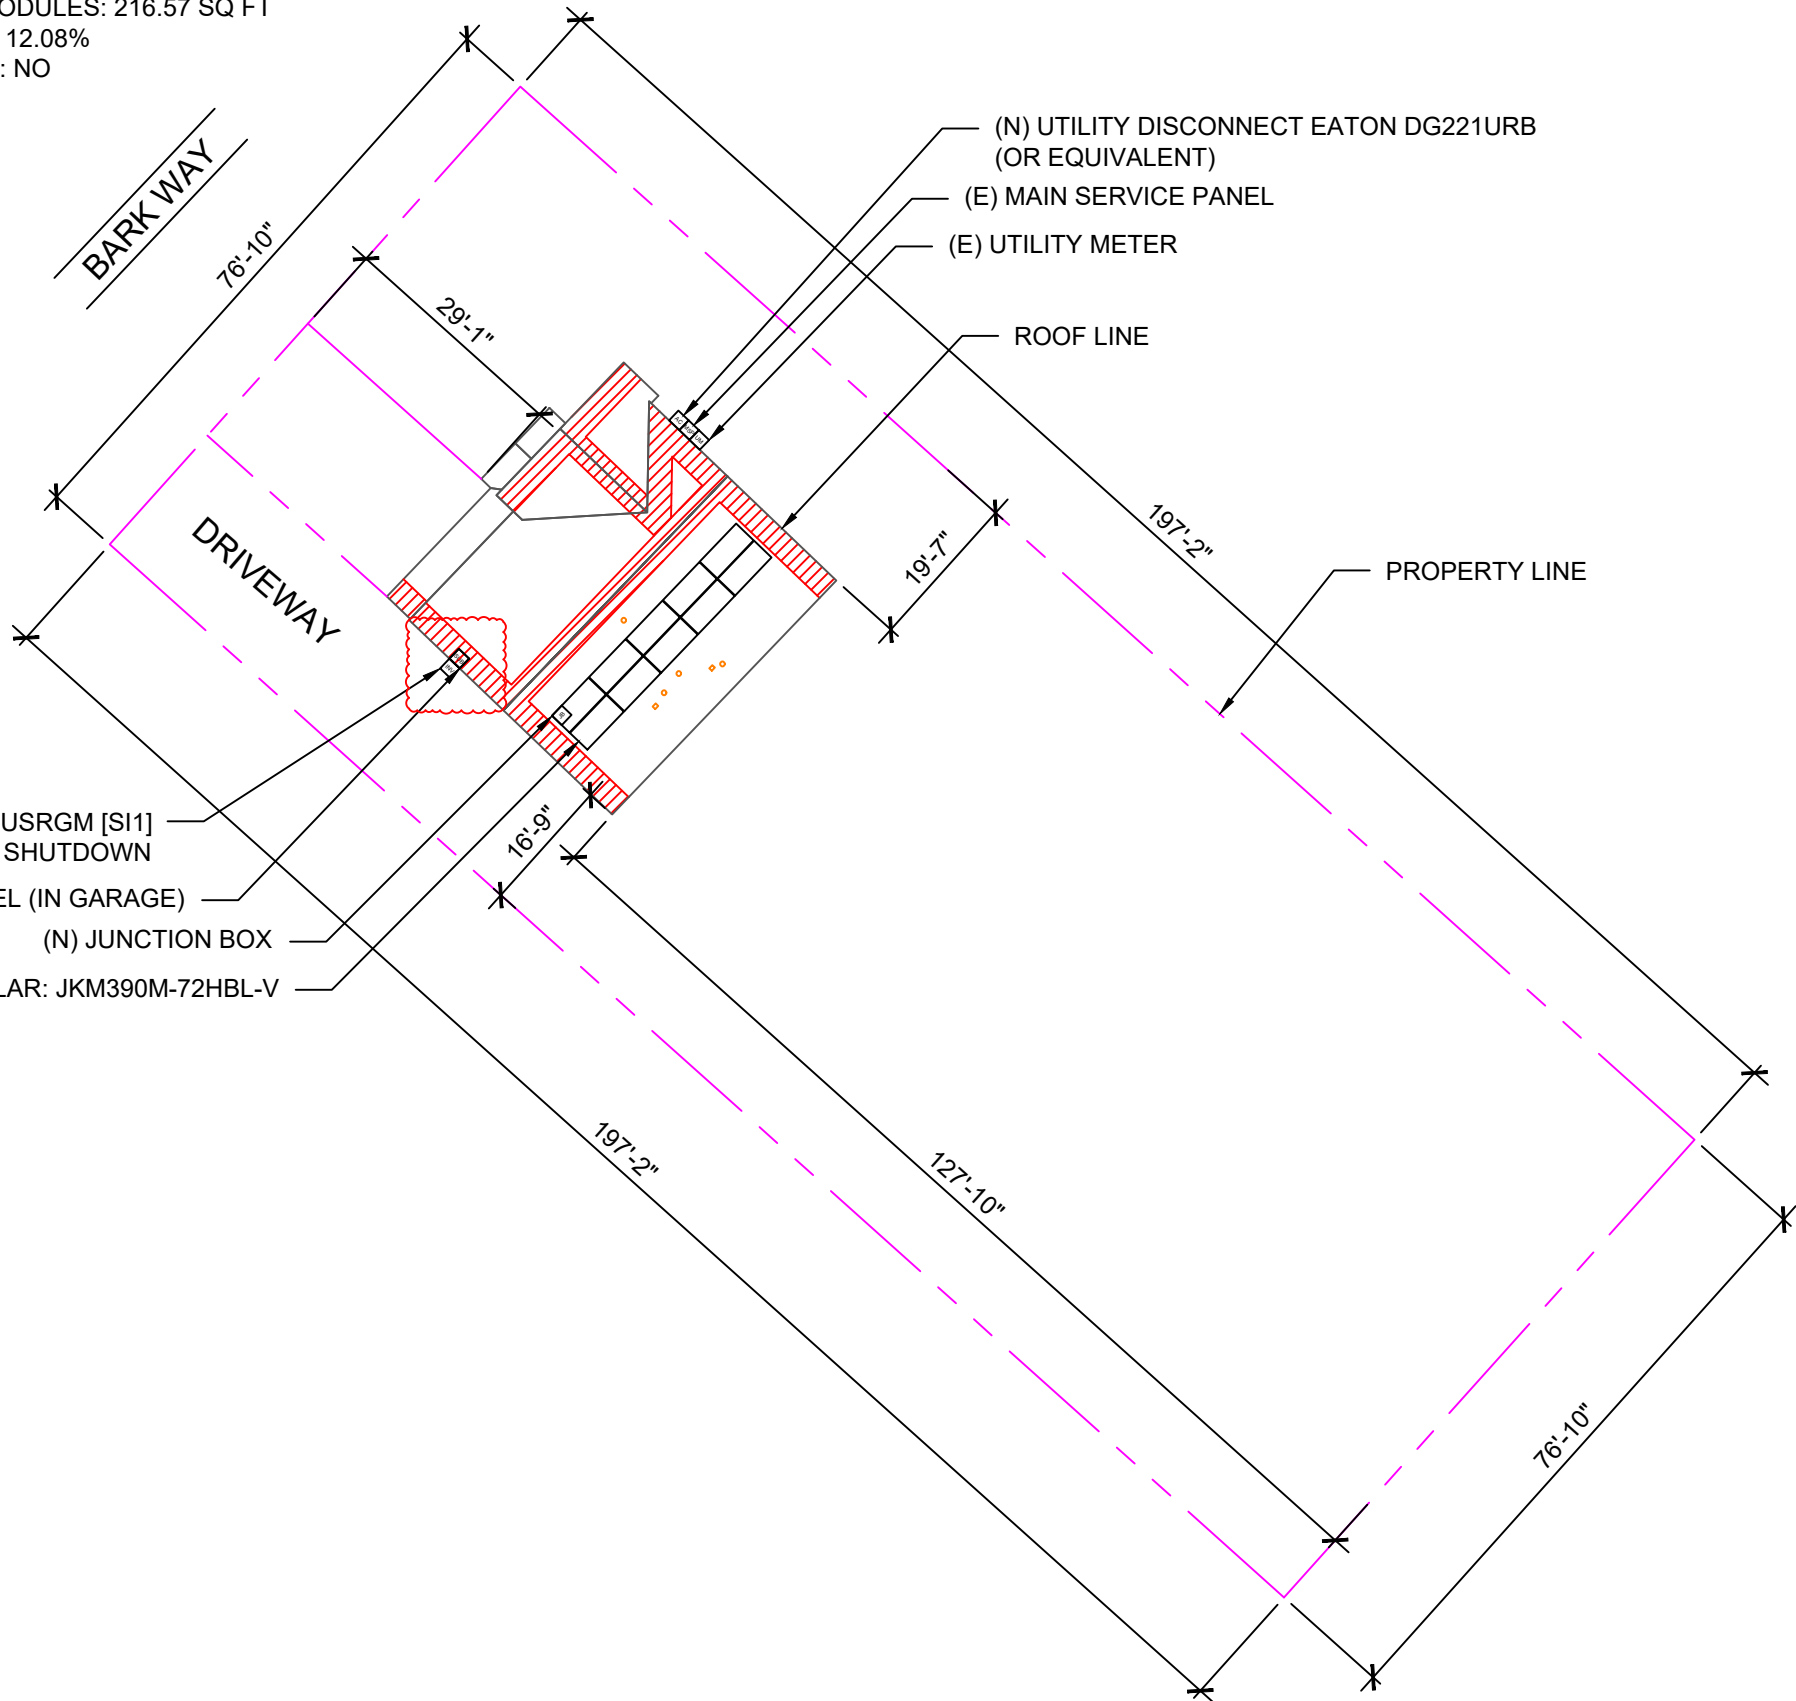 ODULES: 216.57 SQ FT
12.08%
: NO
BARK WAY
76'-10"
29'-1"
(N) UTILITY DISCONNECT EATON DG221URB
(OR EQUIVALENT)
(E) MAIN SERVICE PANEL
(E) UTILITY METER
ROOF LINE
197'-2"
19'-7"
PROPERTY LINE
DRIVEWAY
USRGM [SI1]
SHUTDOWN
EL (IN GARAGE)
(N) JUNCTION BOX
LAR: JKM390M-72HBL-V
16'-9"
197'-2"
127'-10"
76'-10"